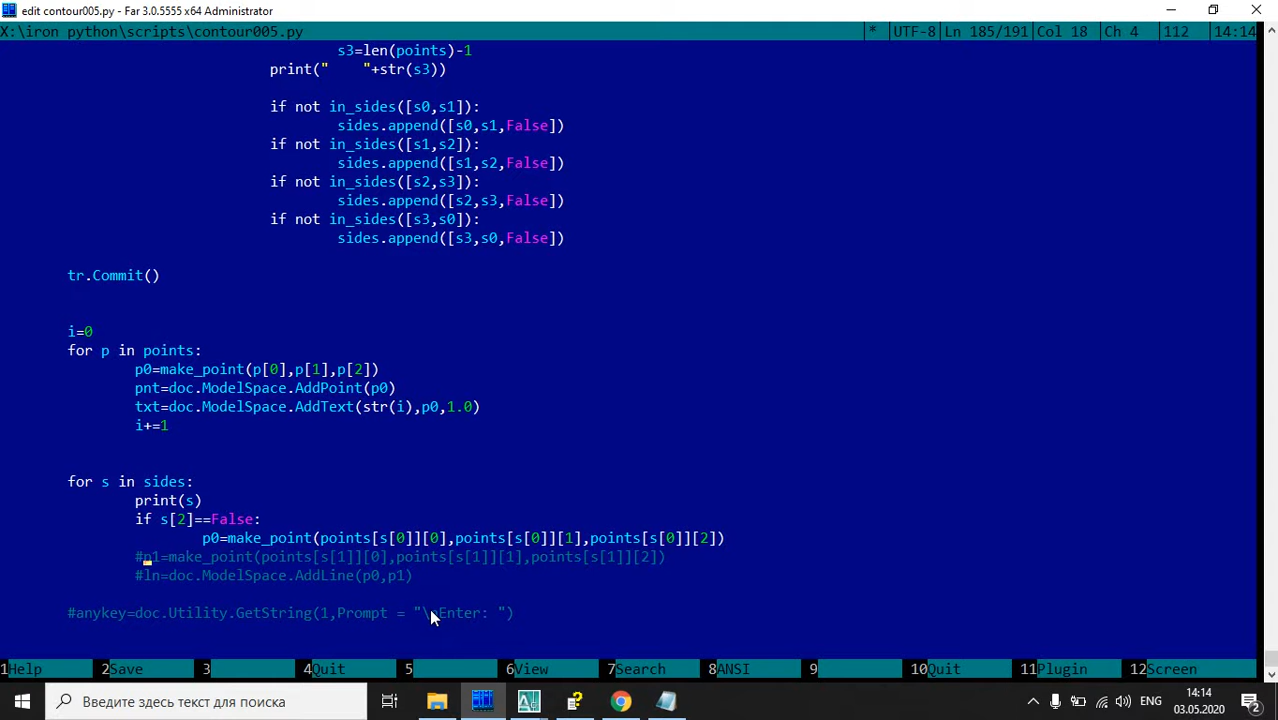 edit contour005.py - Far 3.0.5555 x64 Administrator
X:\iron python\scripts\contour005.py * UTF-8 Ln 185/191 Col 18 Ch 4 112 14:14
s3=len(points)-1
print("    "+str(s3))
if not in_sides([s0,s1]):
sides.append([s0,s1,False])
if not in_sides([s1,s2]):
sides.append([s1,s2,False])
if not in_sides([s2,s3]):
sides.append([s2,s3,False])
if not in_sides([s3,s0]):
sides.append([s3,s0,False])
tr.Commit()
i=0
for p in points:
p0=make_point(p[0],p[1],p[2])
pnt=doc.ModelSpace.AddPoint(p0)
txt=doc.ModelSpace.AddText(str(i),p0,1.0)
i+=1
for s in sides:
print(s)
if s[2]==False:
p0=make_point(points[s[0]][0],points[s[0]][1],points[s[0]][2])
#p1=make_point(points[s[1]][0],points[s[1]][1],points[s[1]][2])
#ln=doc.ModelSpace.AddLine(p0,p1)
#anykey=doc.Utility.GetString(1,Prompt = "\nEnter: ")
1Help 2Save 3 4Quit 5 6View 7Search 8ANSI 9 10Quit 11Plugin 12Screen
Введите здесь текст для поиска
ENG
14:14
03.05.2020
2